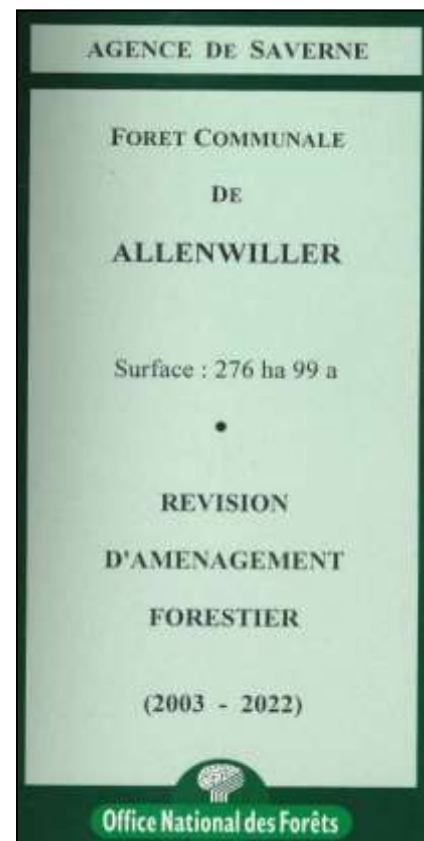 AGENCE DE SAVERNE
FORET COMMUNALE
DE
ALLENWILLER
Surface : 276 ha 99 a
•
REVISION
D'AMENAGEMENT
FORESTIER
(2003 - 2022)
Office National des Forêts